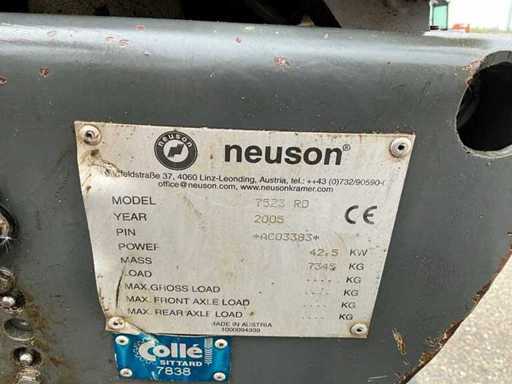 neuson
neuson®
37, 4060 Linz-Leonding, Austria, tel.: ++43 (0)732/90590-
office@neuson.com, www.neusonkramer.com
MODEL 7523 RD
YEAR 2005
PIN *AC03383*
POWER 42,5 KW
MASS 7345 KG
LOAD ..... KG
MAX.GROSS LOAD ..... KG
MAX. FRONT AXLE LOAD ..... KG
MAX. REAR AXLE LOAD ..... KG
CE
MADE IN AUSTRIA
1000094339
Collé
SITTARD
7838